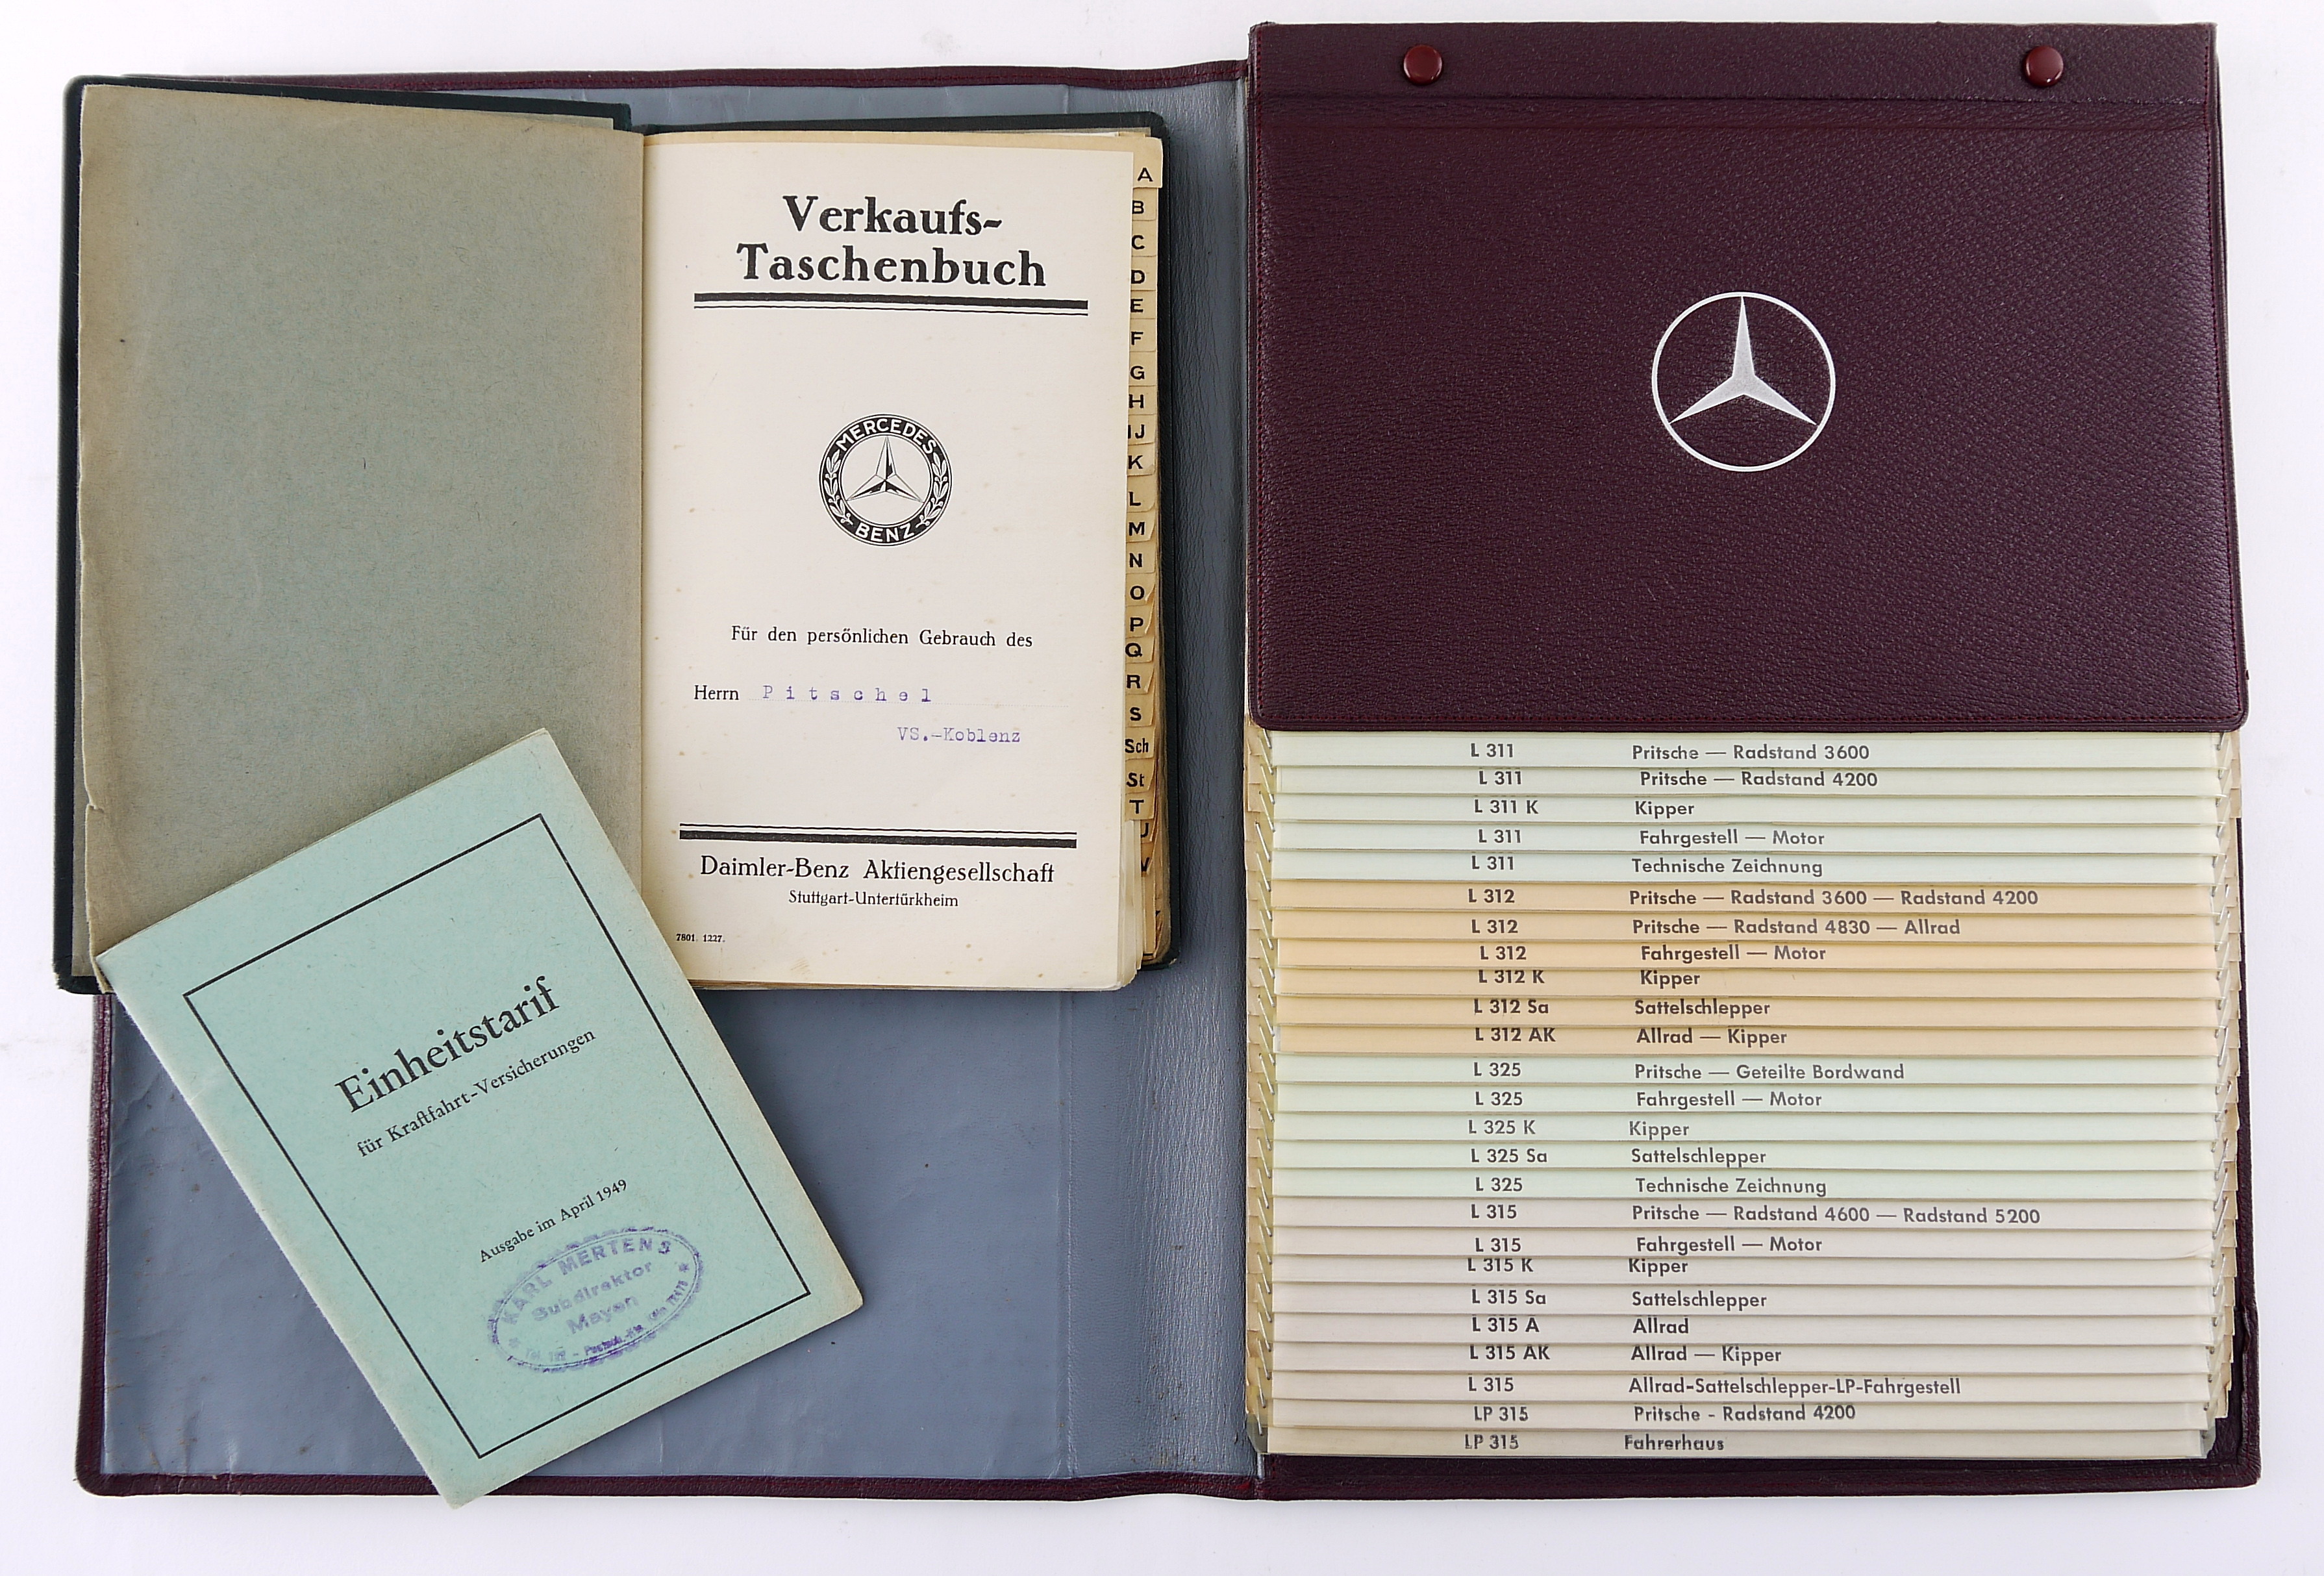 Verkaufs-
Taschenbuch
MERCEDES
BENZ
Für den persönlichen Gebrauch des
Herrn Pitschel
VS.-Koblenz
Daimler-Benz Aktiengesellschaft
Stuttgart-Untertürkheim
7801. 1227.
A
B
C
D
E
F
G
H
IJ
K
L
M
N
O
P
Q
R
S
Sch
St
T
U
V
Einheitstarif
für Kraftfahrt-Versicherungen
Ausgabe im April 1949
KARL MERTENS
Subdirektor
Mayen
L 311 Pritsche — Radstand 3600
L 311 Pritsche — Radstand 4200
L 311 K Kipper
L 311 Fahrgestell — Motor
L 311 Technische Zeichnung
L 312 Pritsche — Radstand 3600 — Radstand 4200
L 312 Pritsche — Radstand 4830 — Allrad
L 312 Fahrgestell — Motor
L 312 K Kipper
L 312 Sa Sattelschlepper
L 312 AK Allrad — Kipper
L 325 Pritsche — Geteilte Bordwand
L 325 Fahrgestell — Motor
L 325 K Kipper
L 325 Sa Sattelschlepper
L 325 Technische Zeichnung
L 315 Pritsche — Radstand 4600 — Radstand 5200
L 315 Fahrgestell — Motor
L 315 K Kipper
L 315 Sa Sattelschlepper
L 315 A Allrad
L 315 AK Allrad — Kipper
L 315 Allrad-Sattelschlepper-LP-Fahrgestell
LP 315 Pritsche - Radstand 4200
LP 315 Fahrerhaus